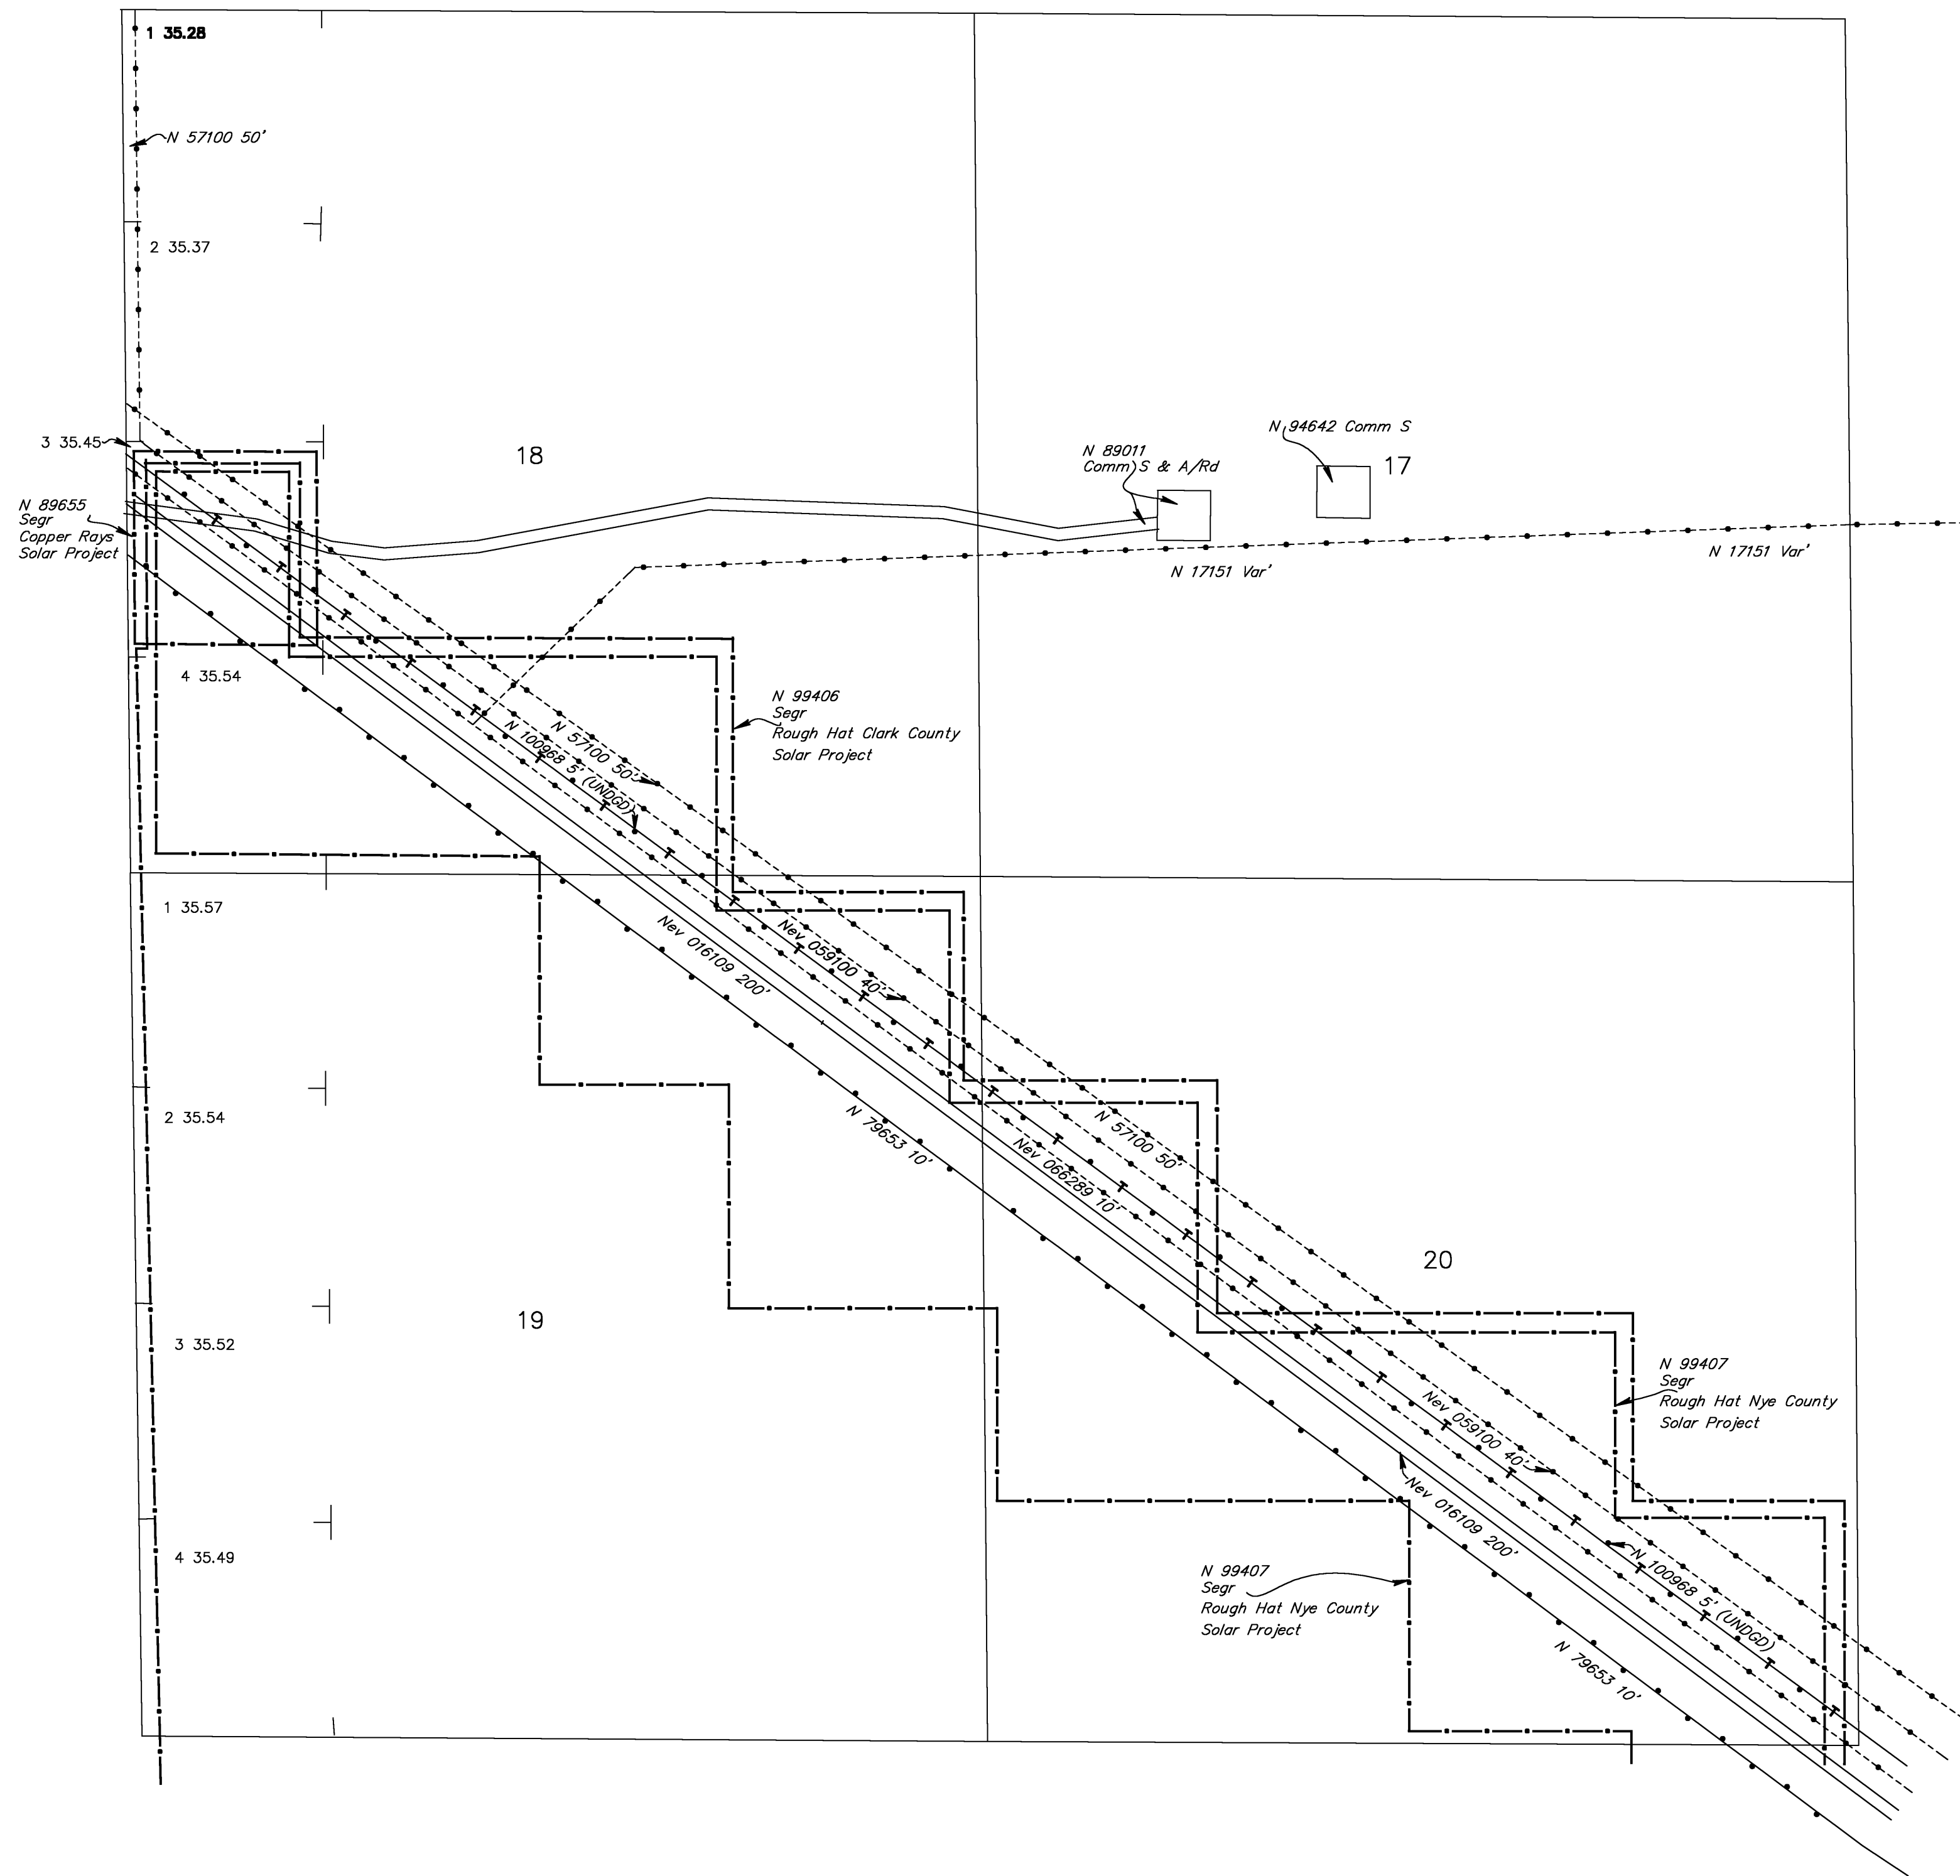 1 35.28
N 57100 50'
2 35.37
3 35.45
18
N 94642 Comm S
17
N 89011
Comm S & A/Rd
N 89655
Segr
Copper Rays
Solar Project
N 17151 Var'
N 17151 Var'
4 35.54
N 99406
Segr
Rough Hat Clark County
Solar Project
N 57100 50'
N 100968 5' (UNDGD)
1 35.57
Nev 016109 200'
Nev 059100 40'
2 35.54
N 79653 10'
Nev 066289 10'
N 57100 50'
20
19
3 35.52
N 99407
Segr
Rough Hat Nye County
Solar Project
Nev 059100 40'
Nev 016109 200'
4 35.49
N 99407
Segr
Rough Hat Nye County
Solar Project
N 100968 5' (UNDGD)
N 79653 10'